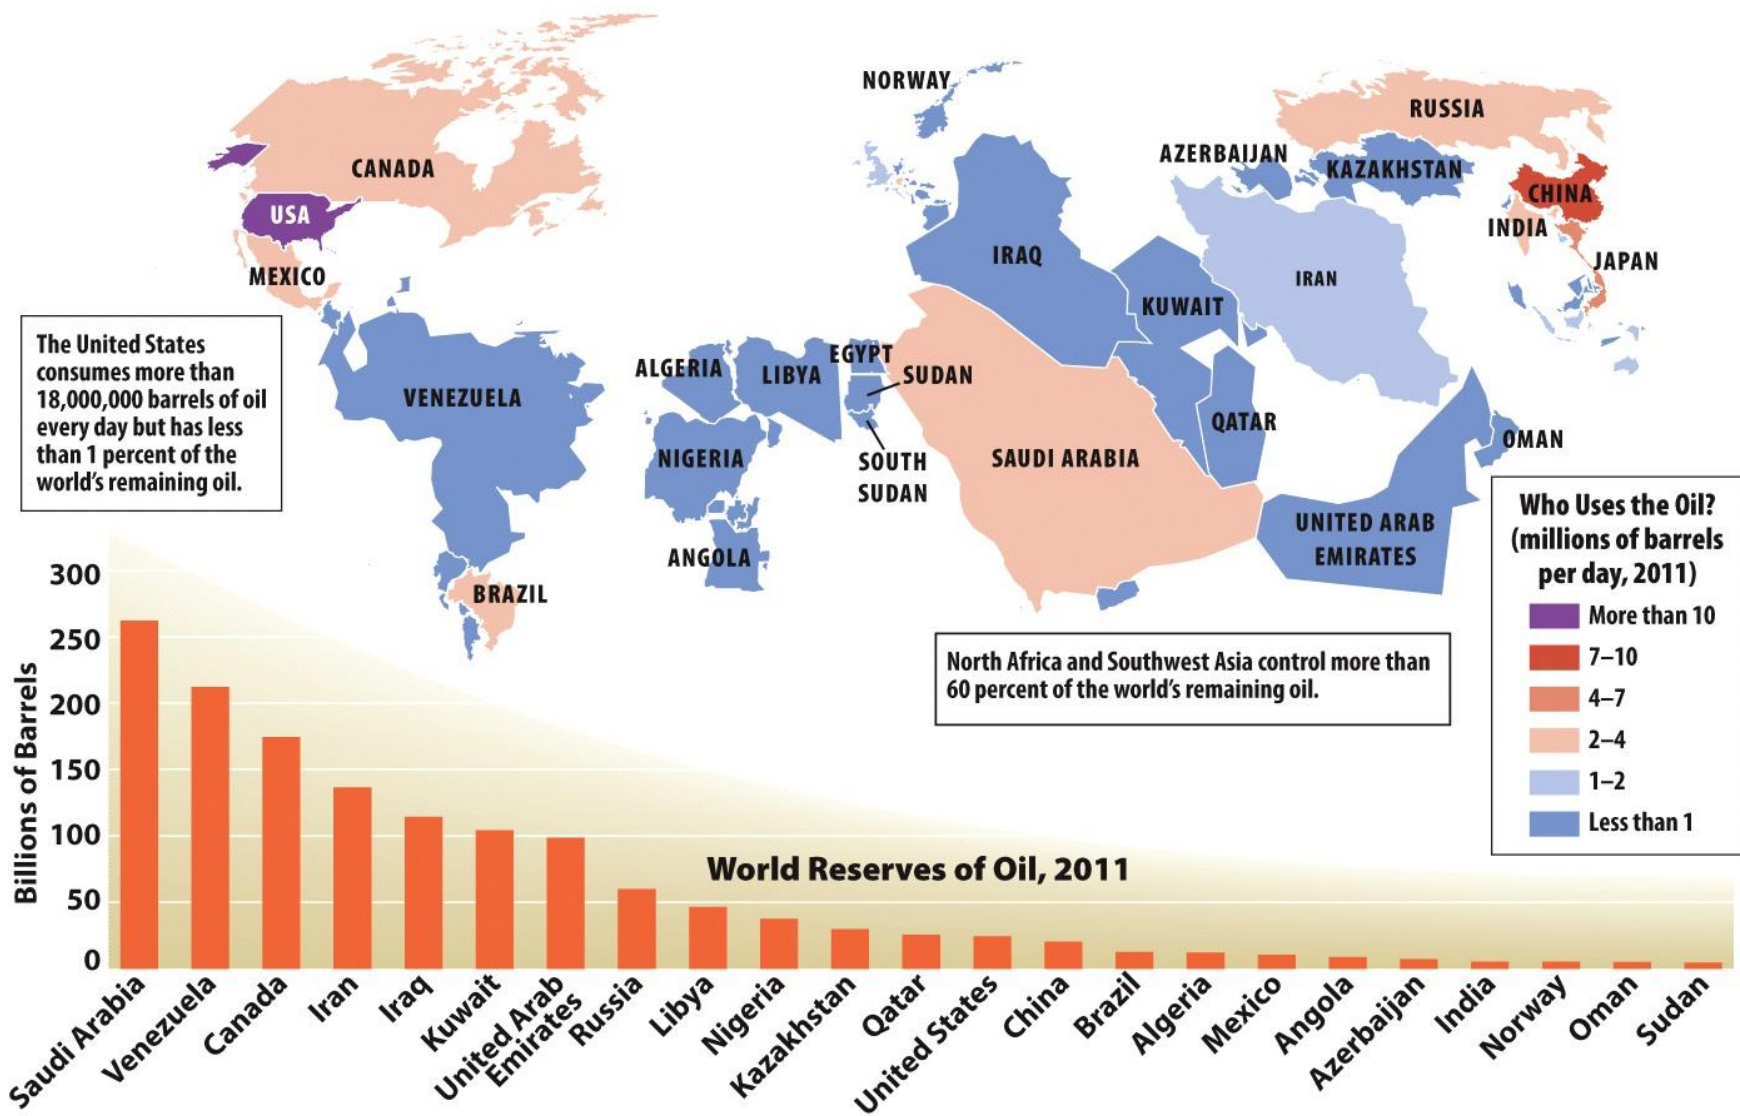 NORWAY
RUSSIA
CANADA
AZERBAIJAN
KAZAKHSTAN
CHINA
USA
INDIA
IRAQ
JAPAN
MEXICO
IRAN
KUWAIT
The United States
consumes more than
18,000,000 barrels of oil
every day but has less
than 1 percent of the
world's remaining oil.
VENEZUELA
ALGERIA
LIBYA
EGYPT
SUDAN
QATAR
OMAN
NIGERIA
SOUTH
SUDAN
SAUDI ARABIA
UNITED ARAB
EMIRATES
ANGOLA
BRAZIL
Who Uses the Oil?
(millions of barrels
per day, 2011)
More than 10
7–10
4–7
2–4
1–2
Less than 1
North Africa and Southwest Asia control more than
60 percent of the world's remaining oil.
World Reserves of Oil, 2011
Billions of Barrels
300
250
200
150
100
50
0
Saudi Arabia
Venezuela
Canada
Iran
Iraq
Kuwait
United Arab
Emirates
Russia
Libya
Nigeria
Kazakhstan
Qatar
United States
China
Brazil
Algeria
Mexico
Angola
Azerbaijan
India
Norway
Oman
Sudan